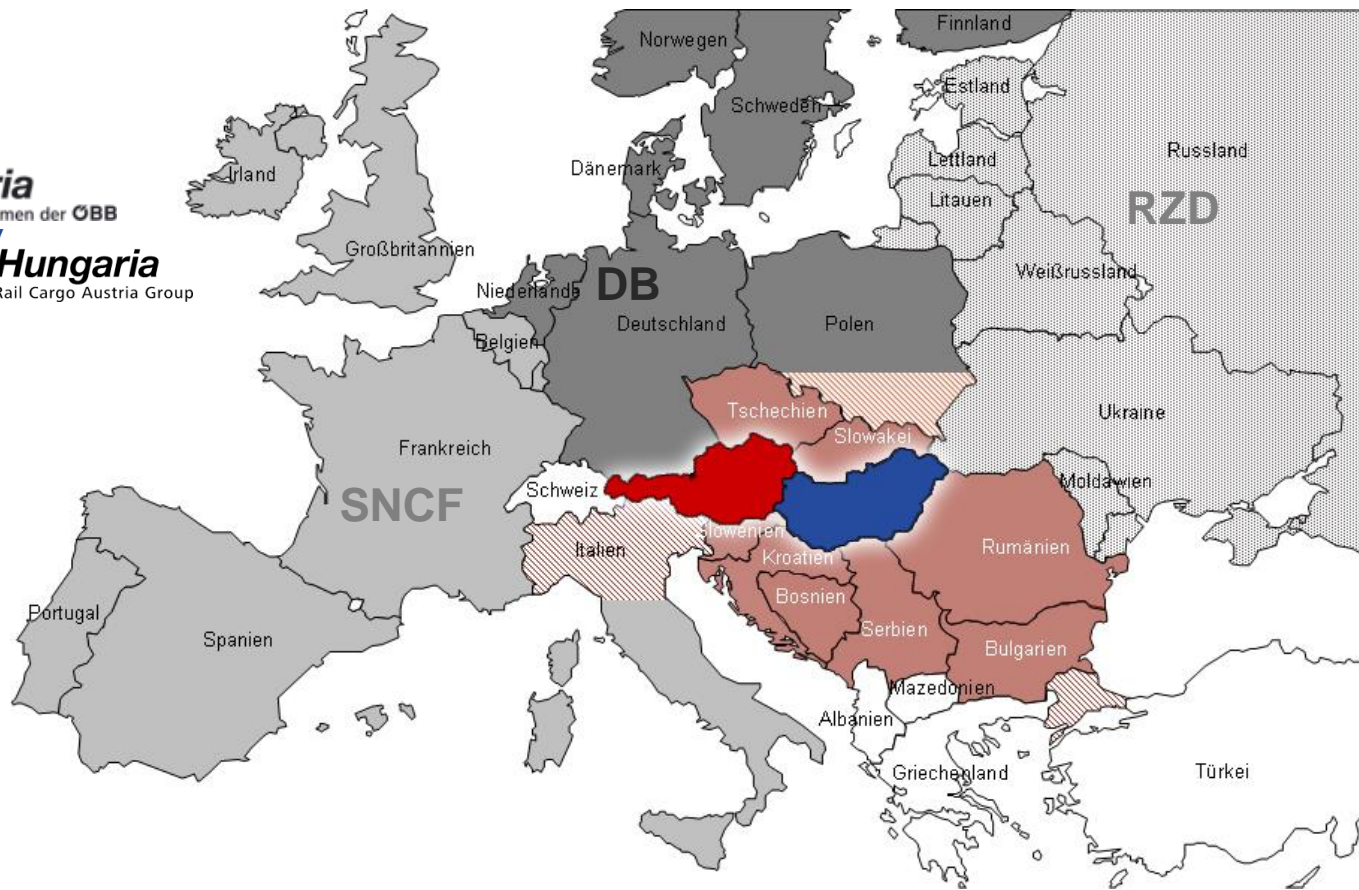 ria
men der ÖBB
Hungaria
Rail Cargo Austria Group
Norwegen
Finnland
Schweden
Estland
Lettland
Litauen
Russland
RZD
Dänemark
Irland
Großbritannien
Weißrussland
Niederlande
DB
Deutschland
Polen
Belgien
Tschechien
Slowakei
Ukraine
Frankreich
SNCF
Schweiz
Moldawien
Italien
Slowenien
Kroatien
Rumänien
Bosnien
Portugal
Spanien
Serbien
Bulgarien
Mazedonien
Albanien
Griechenland
Türkei